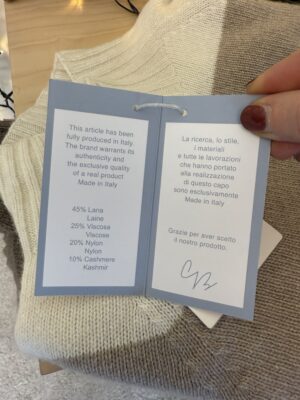 This article has been
fully produced in Italy.
The brand warrants its
authenticity and
the exclusive quality
of a real product
Made in Italy
45% Lana
Laine
25% Viscosa
Viscose
20% Nylon
Nylon
10% Cashmere
Kashmir
La ricerca, lo stile,
i materiali
e tutte le lavorazioni
che hanno portato
alla realizzazione
di questo capo
sono esclusivamente
Made in Italy
Grazie per aver scelto
il nostro prodotto.